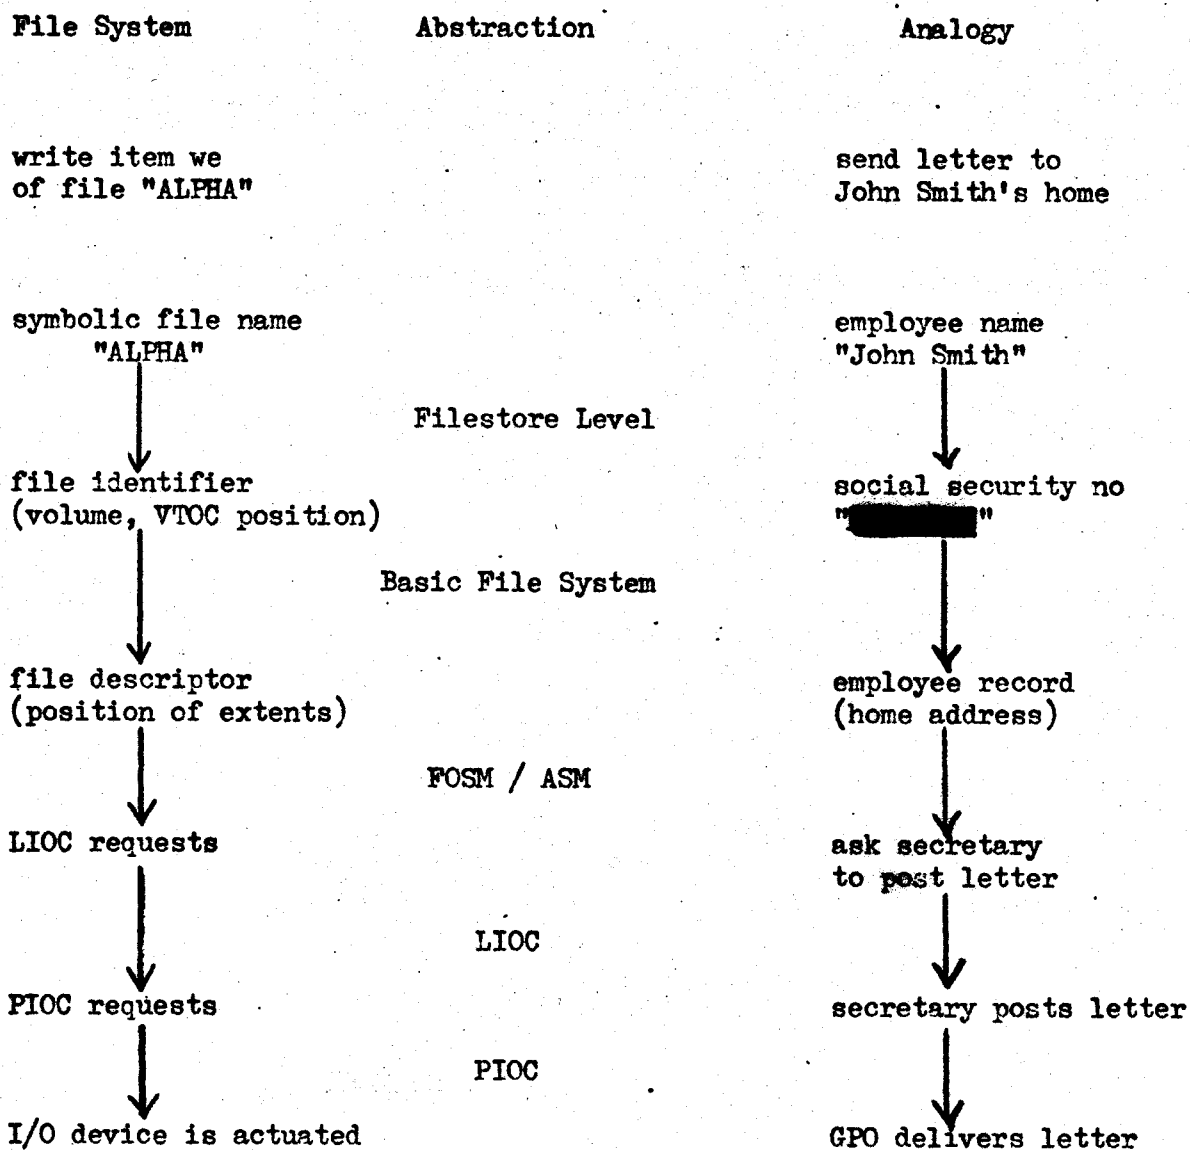 File System Abstraction Analogy
write item we
of file "ALPHA"
send letter to
John Smith's home
symbolic file name
"ALPHA"
employee name
"John Smith"
Filestore Level
file identifier
(volume, VTOC position)
social security no
" "
Basic File System
file descriptor
(position of extents)
employee record
(home address)
FOSM / ASM
LIOC requests
ask secretary
to post letter
LIOC
PIOC requests
secretary posts letter
PIOC
I/O device is actuated
GPO delivers letter